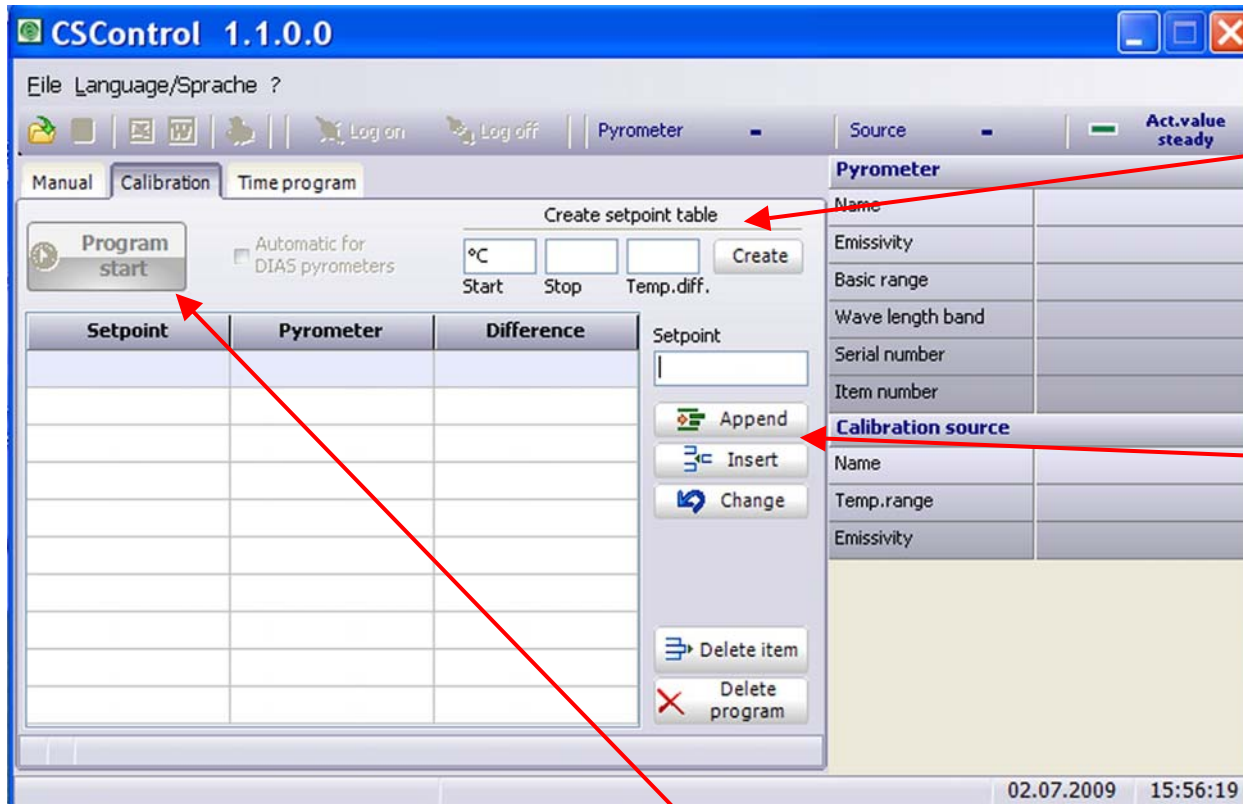 CSControl 1.1.0.0
File Language/Sprache ?
Log on Log off Pyrometer - Source - Act.value steady
Manual Calibration Time program
Program start
Automatic for DIAS pyrometers
Create setpoint table
°C
Create
Start Stop Temp.diff.
Setpoint Pyrometer Difference
Setpoint
Append
Insert
Change
Delete item
Delete program
Pyrometer
Name
Emissivity
Basic range
Wave length band
Serial number
Item number
Calibration source
Name
Temp.range
Emissivity
02.07.2009 15:56:19